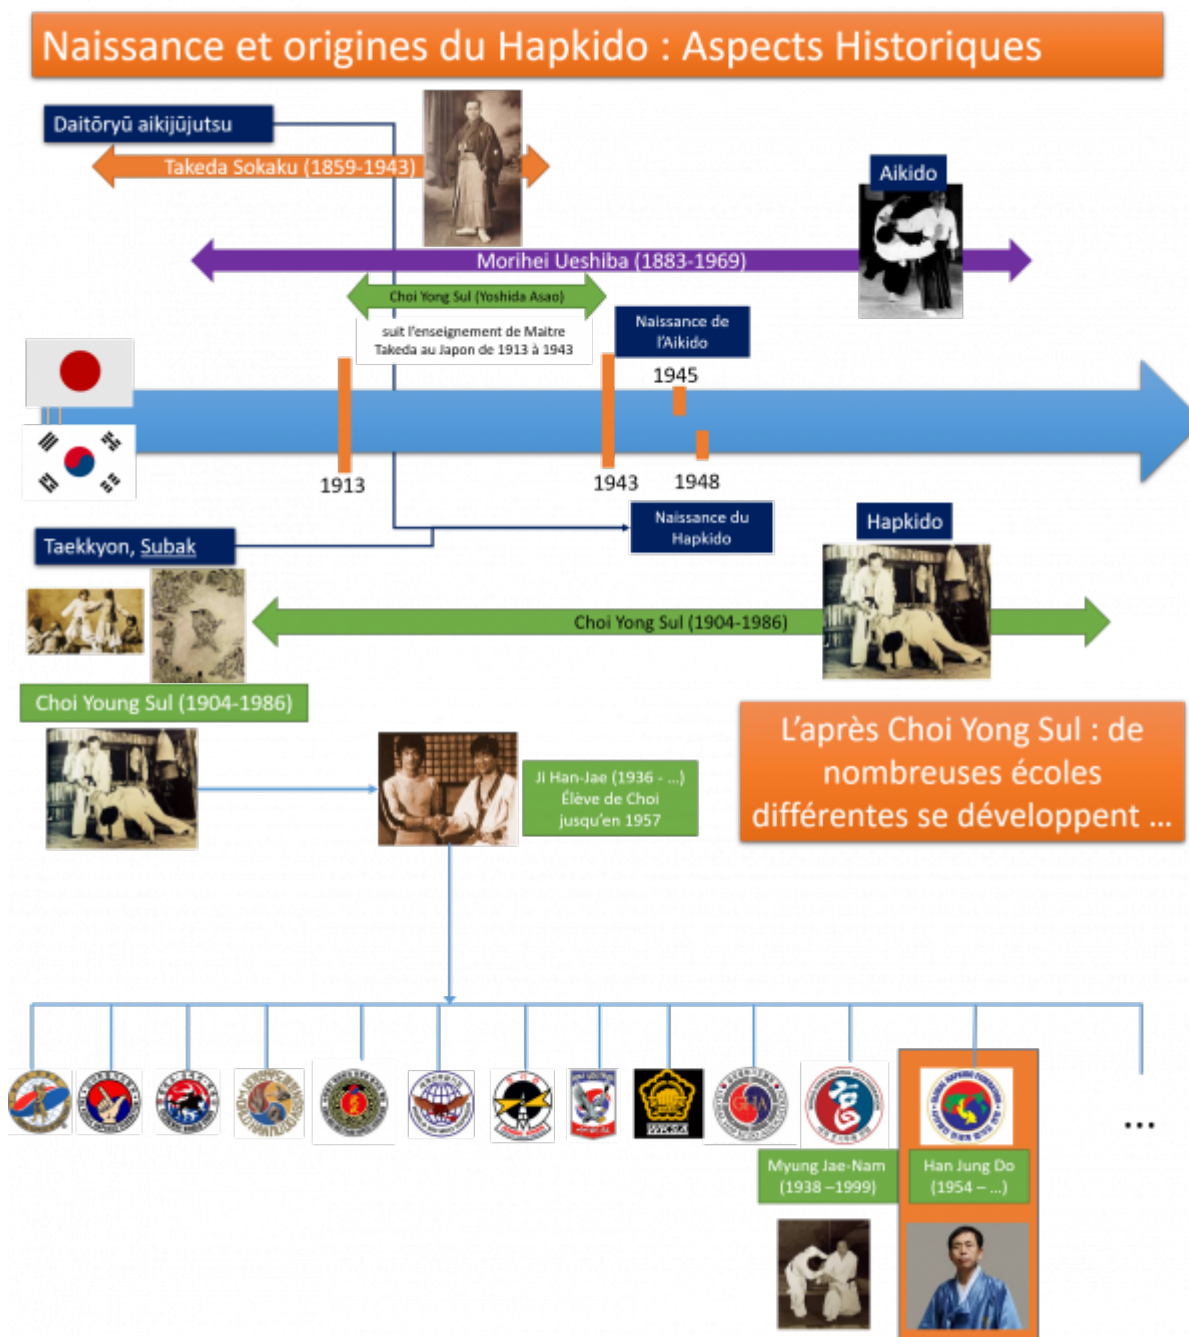 Naissance et origines du Hapkido : Aspects Historiques
Daitōryū aikijūjutsu
Takeda Sokaku (1859-1943)
Aikido
Morihei Ueshiba (1883-1969)
Choi Yong Sul (Yoshida Asao)
suit l'enseignement de Maitre
Takeda au Japon de 1913 à 1943
Naissance de
l'Aikido
1945
1913
1943
1948
Naissance du
Hapkido
Hapkido
Taekkyon, Subak
Choi Yong Sul (1904-1986)
Choi Young Sul (1904-1986)
Ji Han-Jae (1936 - ...)
Élève de Choi
jusqu'en 1957
L'après Choi Yong Sul : de
nombreuses écoles
différentes se développent ...
WKSA
GHA
...
Myung Jae-Nam
(1938 –1999)
Han Jung Do
(1954 – ...)